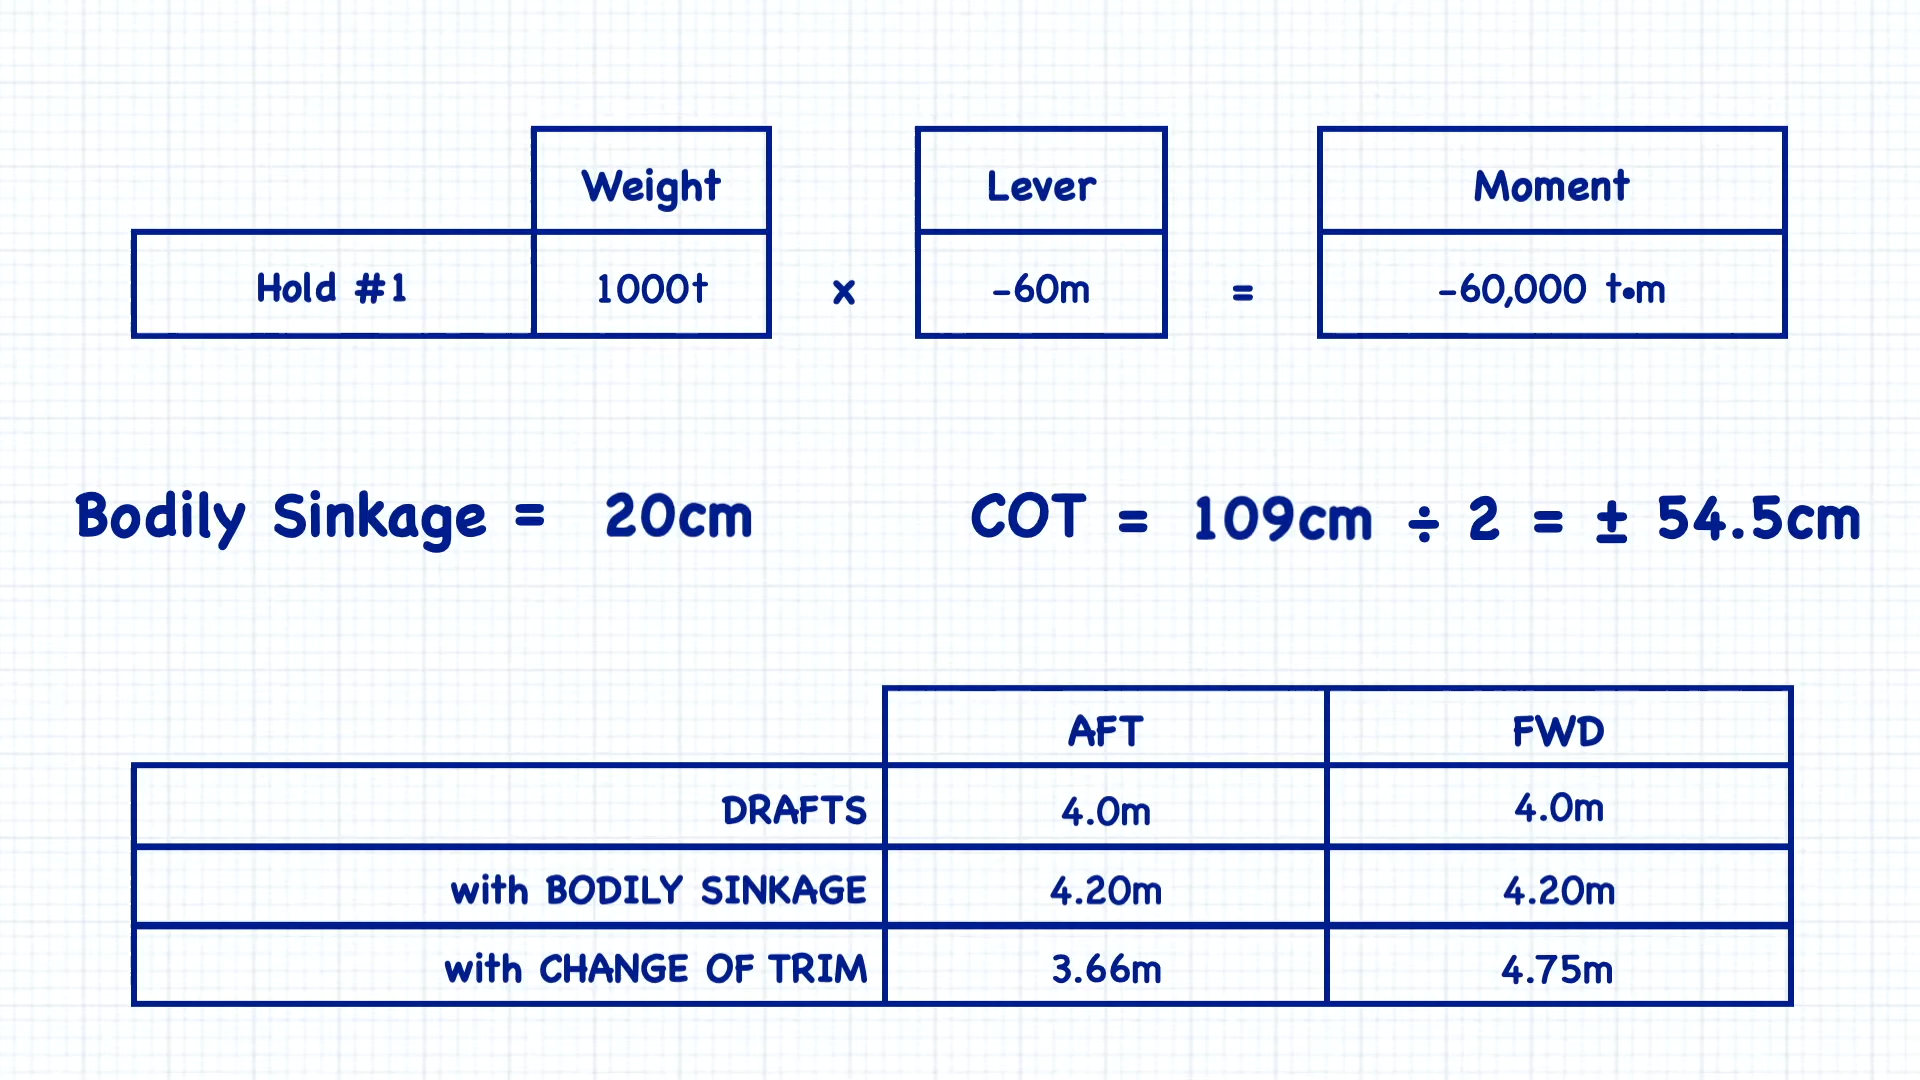 Weight Lever Moment
Hold #1 1000t x -60m = -60,000 t•m
Bodily Sinkage = 20cm COT = 109cm ÷ 2 = ± 54.5cm
AFT FWD
DRAFTS 4.0m 4.0m
with BODILY SINKAGE 4.20m 4.20m
with CHANGE OF TRIM 3.66m 4.75m